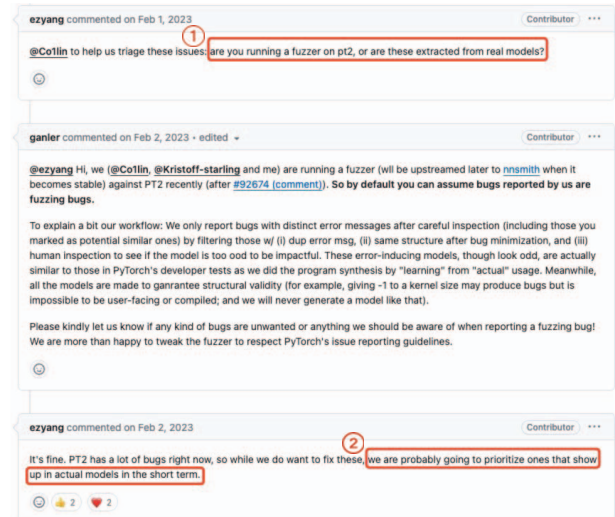 ezyang commented on Feb 1, 2023 Contributor ...
①
@Co1lin to help us triage these issues: are you running a fuzzer on pt2, or are these extracted from real models?
ganler commented on Feb 2, 2023 • edited Contributor ...
@ezyang Hi, we (@Co1lin, @Kristoff-starling and me) are running a fuzzer (wll be upstreamed later to nnsmith when it
becomes stable) against PT2 recently (after #92674 (comment)). So by default you can assume bugs reported by us are
fuzzing bugs.
To explain a bit our workflow: We only report bugs with distinct error messages after careful inspection (including those you
marked as potential similar ones) by filtering those w/ (i) dup error msg, (ii) same structure after bug minimization, and (iii)
human inspection to see if the model is too ood to be impactful. These error-inducing models, though look odd, are actually
similar to those in PyTorch's developer tests as we did the program synthesis by "learning" from "actual" usage. Meanwhile,
all the models are made to ganrantee structural validity (for example, giving -1 to a kernel size may produce bugs but is
impossible to be user-facing or compiled; and we will never generate a model like that).
Please kindly let us know if any kind of bugs are unwanted or anything we should be aware of when reporting a fuzzing bug!
We are more than happy to tweak the fuzzer to respect PyTorch's issue reporting guidelines.
ezyang commented on Feb 2, 2023 Contributor ...
②
It's fine. PT2 has a lot of bugs right now, so while we do want to fix these, we are probably going to prioritize ones that show
up in actual models in the short term.
👍 2 ❤️ 2